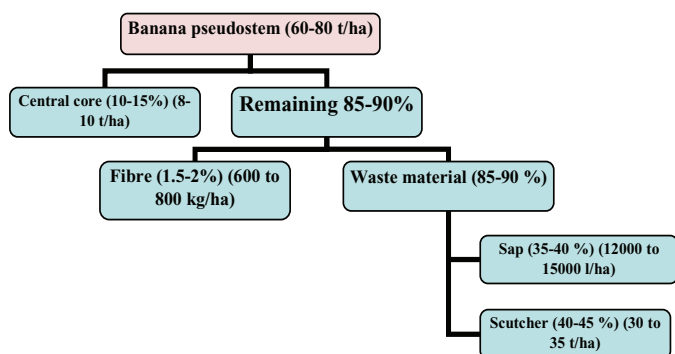 Banana pseudostem (60-80 t/ha)
Central core (10-15%) (8-
10 t/ha)
Remaining 85-90%
Fibre (1.5-2%) (600 to
800 kg/ha)
Waste material (85-90 %)
Sap (35-40 %) (12000 to
15000 l/ha)
Scutcher (40-45 %) (30 to
35 t/ha)